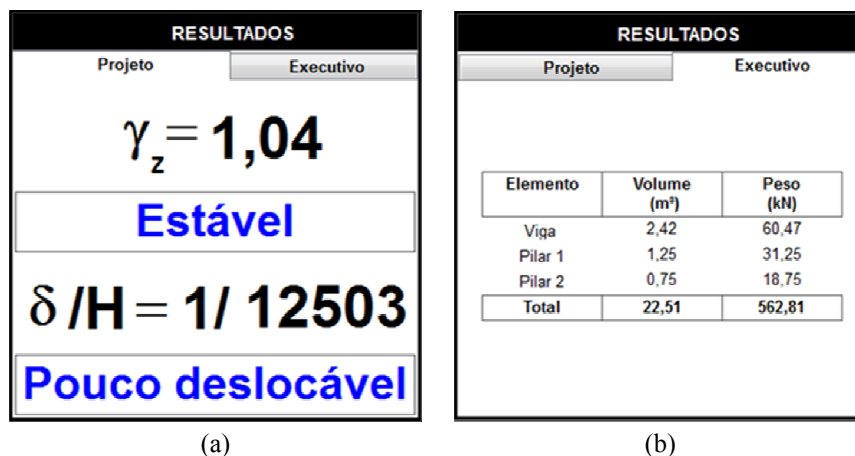 RESULTADOS
Projeto Executivo
γz = 1,04
Estável
δ /H = 1/ 12503
Pouco deslocável
(a)
RESULTADOS
Projeto Executivo
Elemento Volume (m³) Peso (kN)
Viga 2,42 60,47
Pilar 1 1,25 31,25
Pilar 2 0,75 18,75
Total 22,51 562,81
(b)